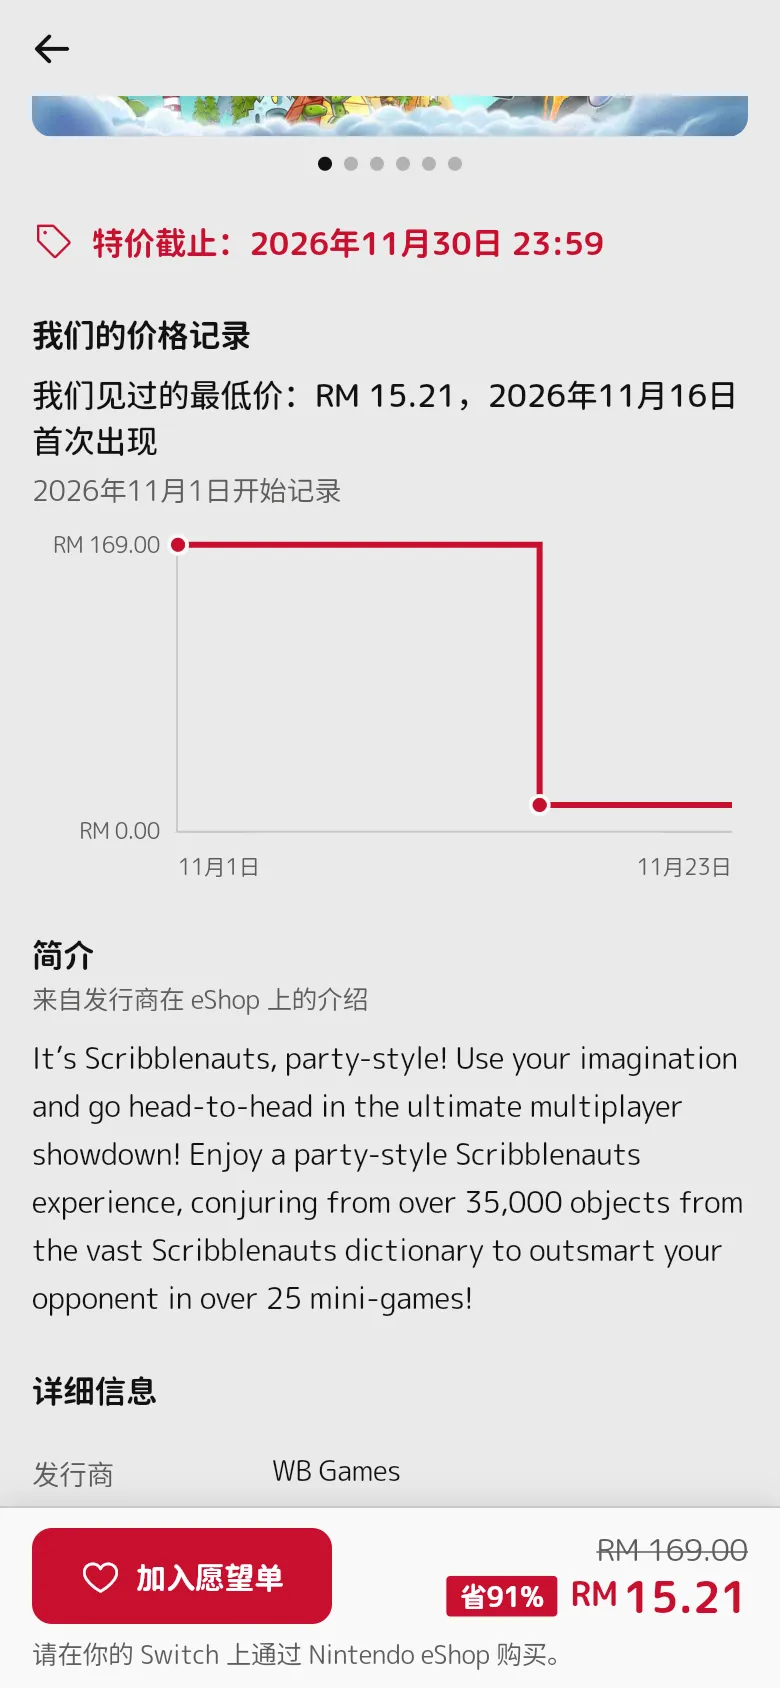 特价截止：2026年11月30日 23:59
我们的价格记录
我们见过的最低价：RM 15.21，2026年11月16日
首次出现
2026年11月1日开始记录
RM 169.00
RM 0.00
11月1日
11月23日
简介
来自发行商在 eShop 上的介绍
It’s Scribblenauts, party-style! Use your imagination
and go head-to-head in the ultimate multiplayer
showdown! Enjoy a party-style Scribblenauts
experience, conjuring from over 35,000 objects from
the vast Scribblenauts dictionary to outsmart your
opponent in over 25 mini-games!
详细信息
发行商 WB Games
加入愿望单
RM 169.00
省91% RM 15.21
请在你的 Switch 上通过 Nintendo eShop 购买。